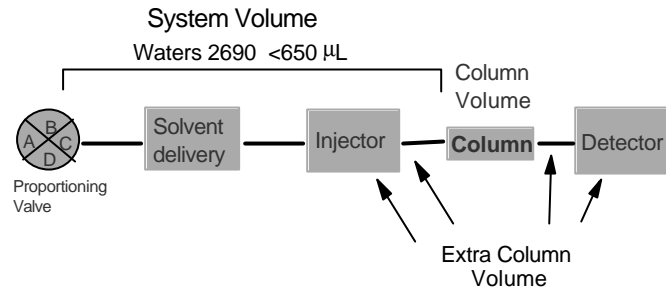 System Volume
Waters 2690 <650 µL
Column
Volume
B
A C
D
Solvent
delivery
Injector
Column
Detector
Proportioning
Valve
Extra Column
Volume